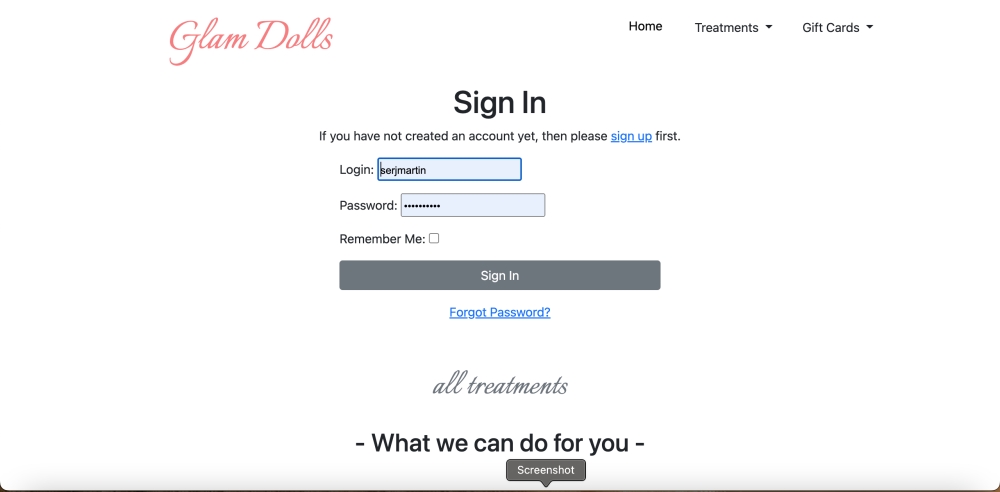 Glam Dolls
Home Treatments Gift Cards
Sign In
If you have not created an account yet, then please sign up first.
Login: serjmartin
Password: ••••••••••
Remember Me:
Sign In
Forgot Password?
all treatments
- What we can do for you -
Screenshot